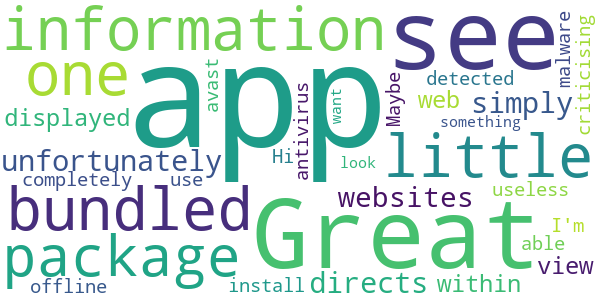 information see
one app
avast
malware
criticising
detected
displayed
antivirus
want
Maybe
web simply
something
unfortunately
Hi
look
little
completely use
bundled Great
websites
useless
package
I'm
able
directs within view
offline
install